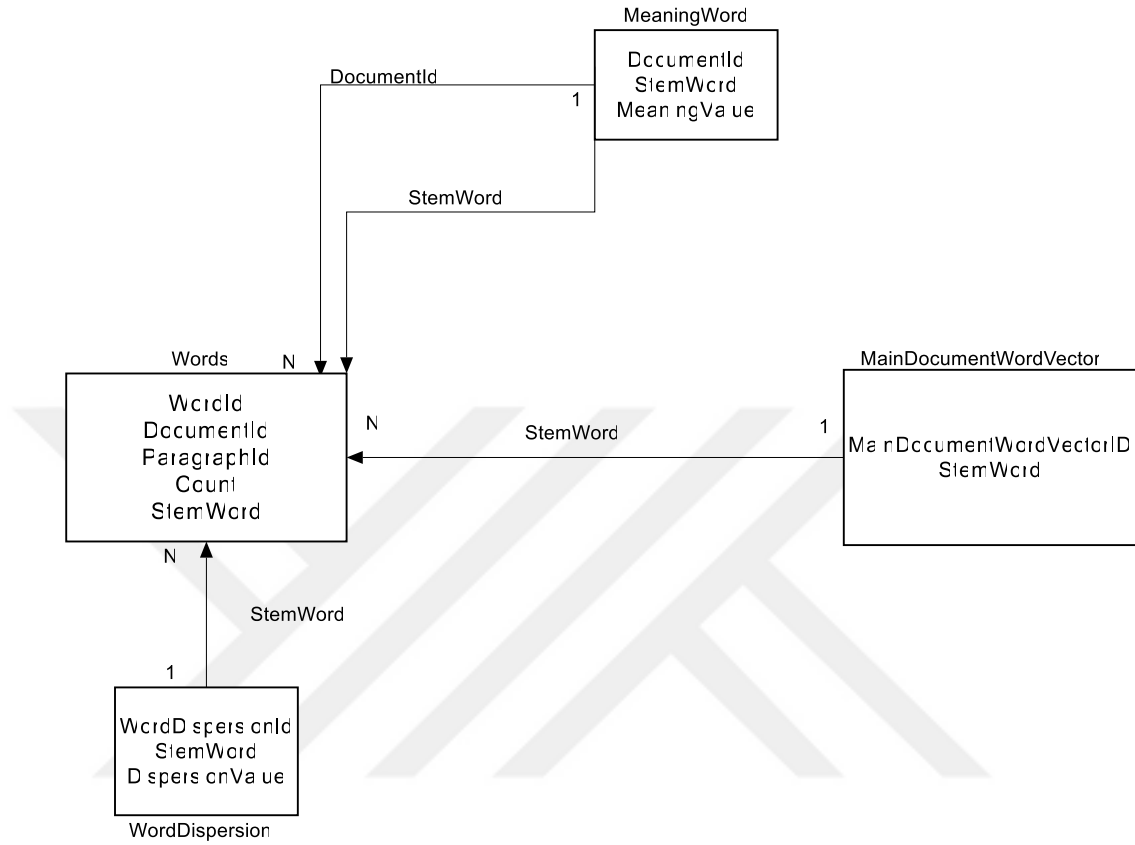 MeaningWord
DocumentId
StemWord
MeaningValue
DocumentId
1
StemWord
Words
N
WordId
DocumentId
ParagraphId
Count
StemWord
N
StemWord
1
MainDocumentWordVector
MainDocumentWordVectorID
StemWord
N
StemWord
1
WordDispersionId
StemWord
DispersionValue
WordDispersion